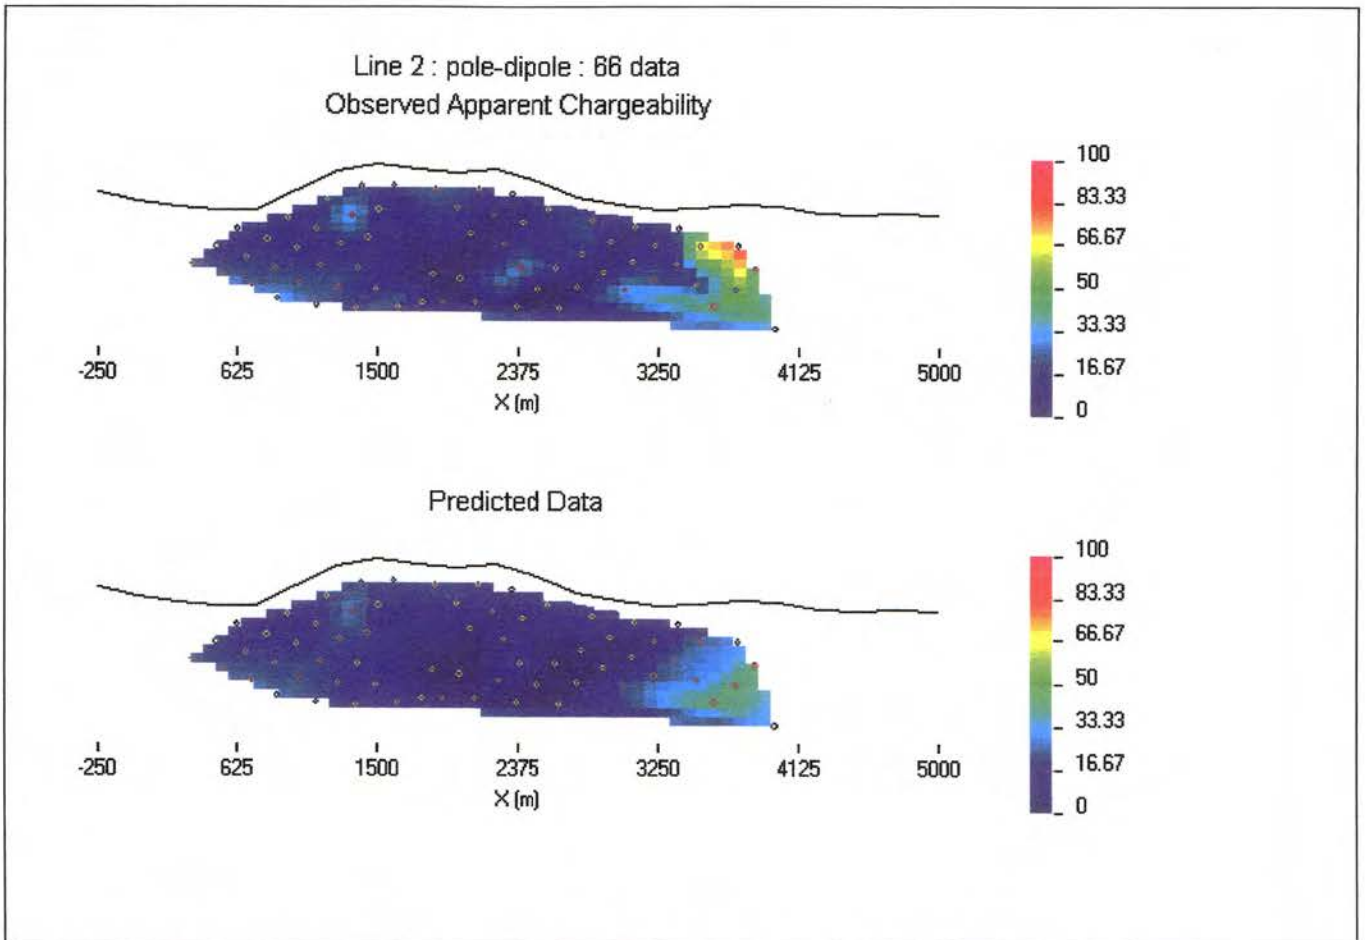 Line 2 : pole-dipole : 66 data
Observed Apparent Chargeability
100
83.33
66.67
50
33.33
16.67
0
-250 625 1500 2375 3250 4125 5000
X (m)
Predicted Data
100
83.33
66.67
50
33.33
16.67
0
-250 625 1500 2375 3250 4125 5000
X (m)